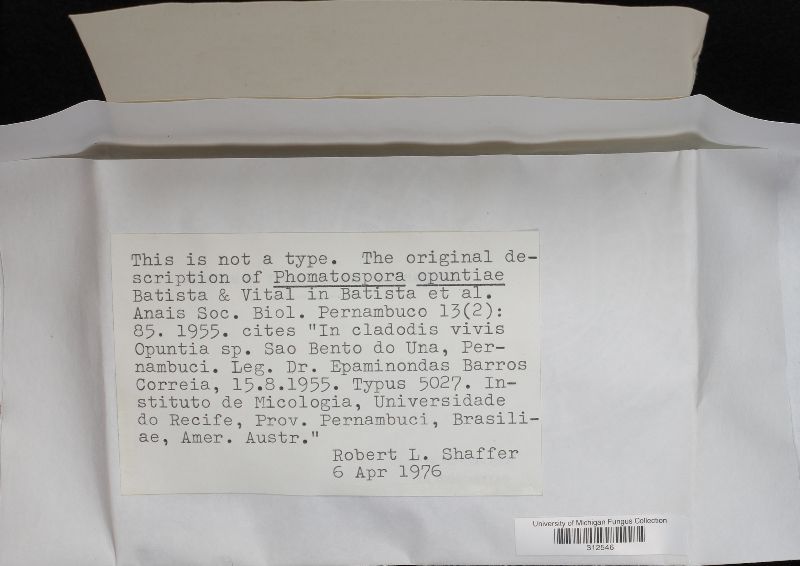 This is not a type.  The original de-
scription of Phomatospora opuntiae
Batista & Vital in Batista et al.
Anais Soc. Biol. Pernambuco 13(2):
85. 1955. cites "In cladodis vivis
Opuntia sp. Sao Bento do Una, Per-
nambuci. Leg. Dr. Epaminondas Barros
Correia, 15.8.1955. Typus 5027. In-
stituto de Micologia, Universidade
do Recife, Prov. Pernambuci, Brasili-
ae, Amer. Austr."
Robert L. Shaffer
6 Apr 1976
University of Michigan Fungus Collection
312546